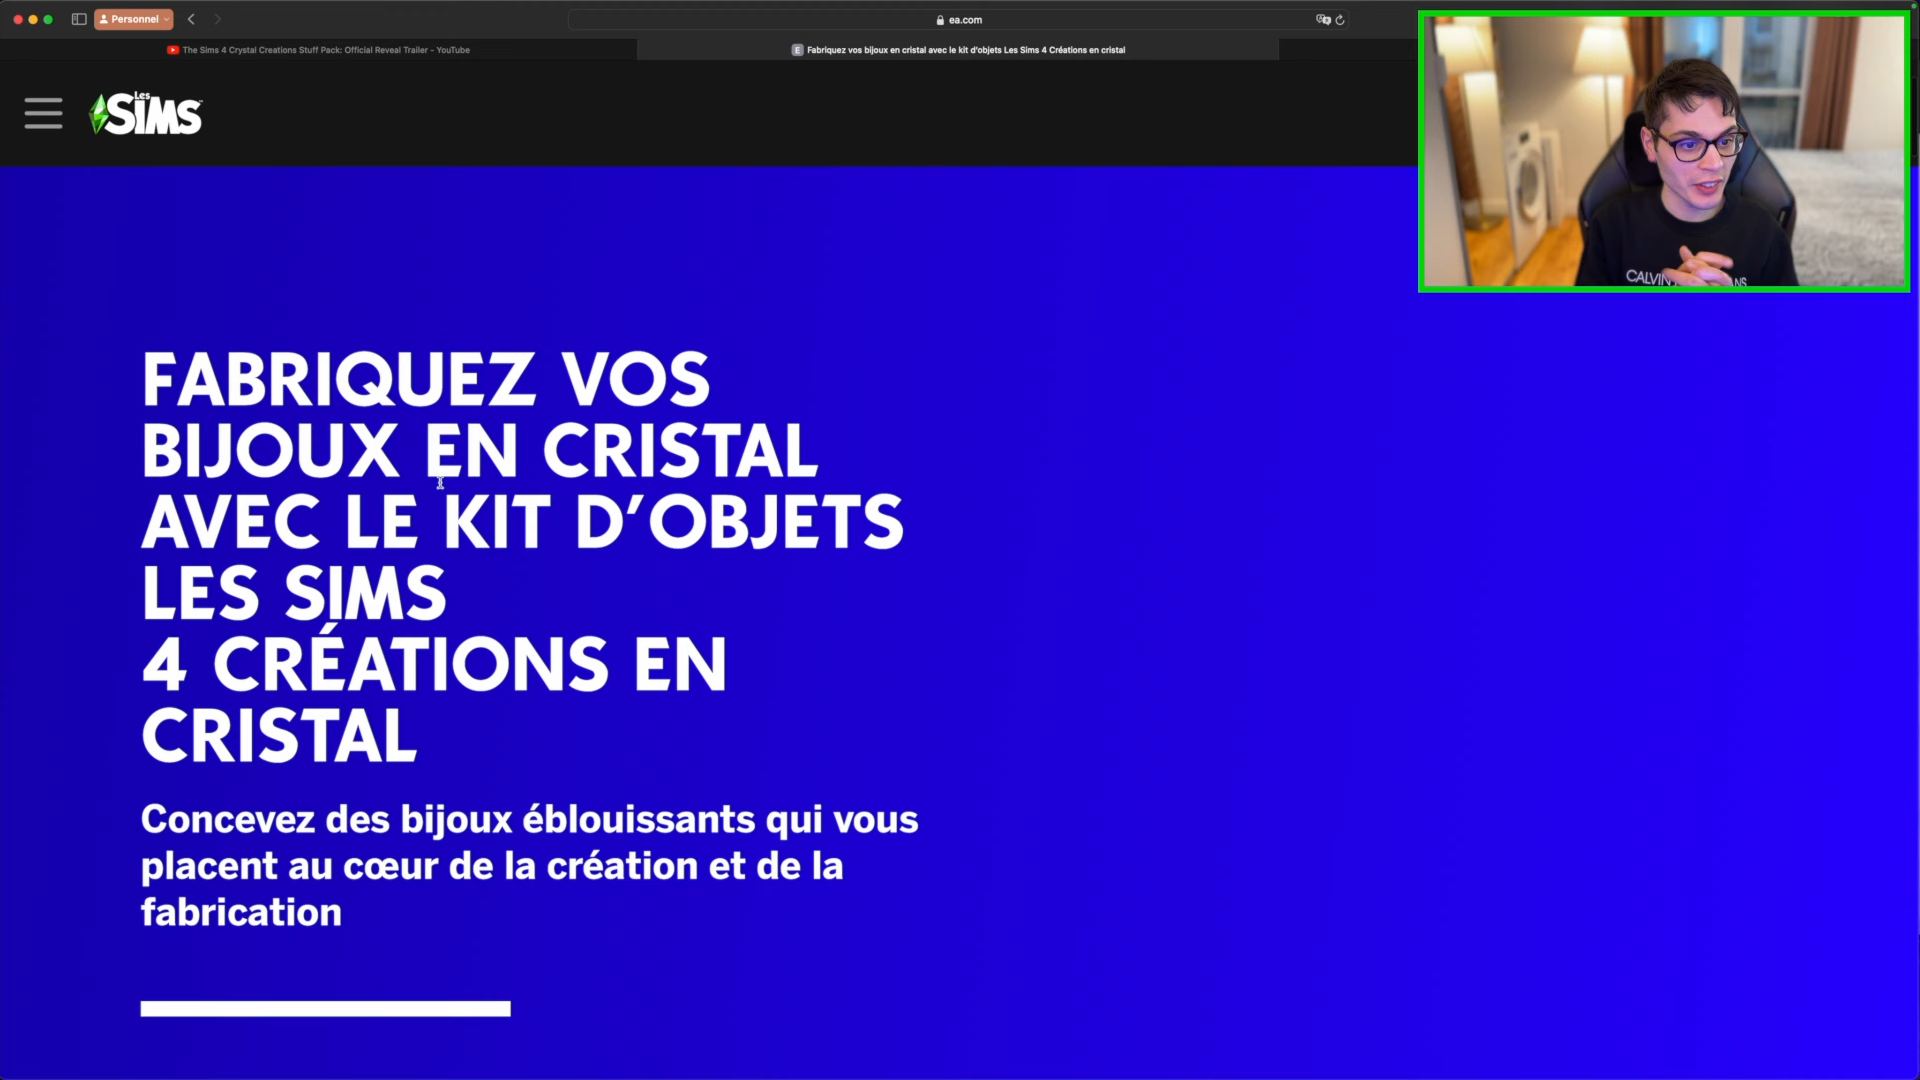 Personnel
ea.com
The Sims 4 Crystal Creations Stuff Pack: Official Reveal Trailer - YouTube
E Fabriquez vos bijoux en cristal avec le kit d'objets Les Sims 4 Créations en cristal
Les
SIMS
CALVIN
ANS
FABRIQUEZ VOS
BIJOUX EN CRISTAL
AVEC LE KIT D'OBJETS
LES SIMS
4 CRÉATIONS EN
CRISTAL
Concevez des bijoux éblouissants qui vous
placent au cœur de la création et de la
fabrication